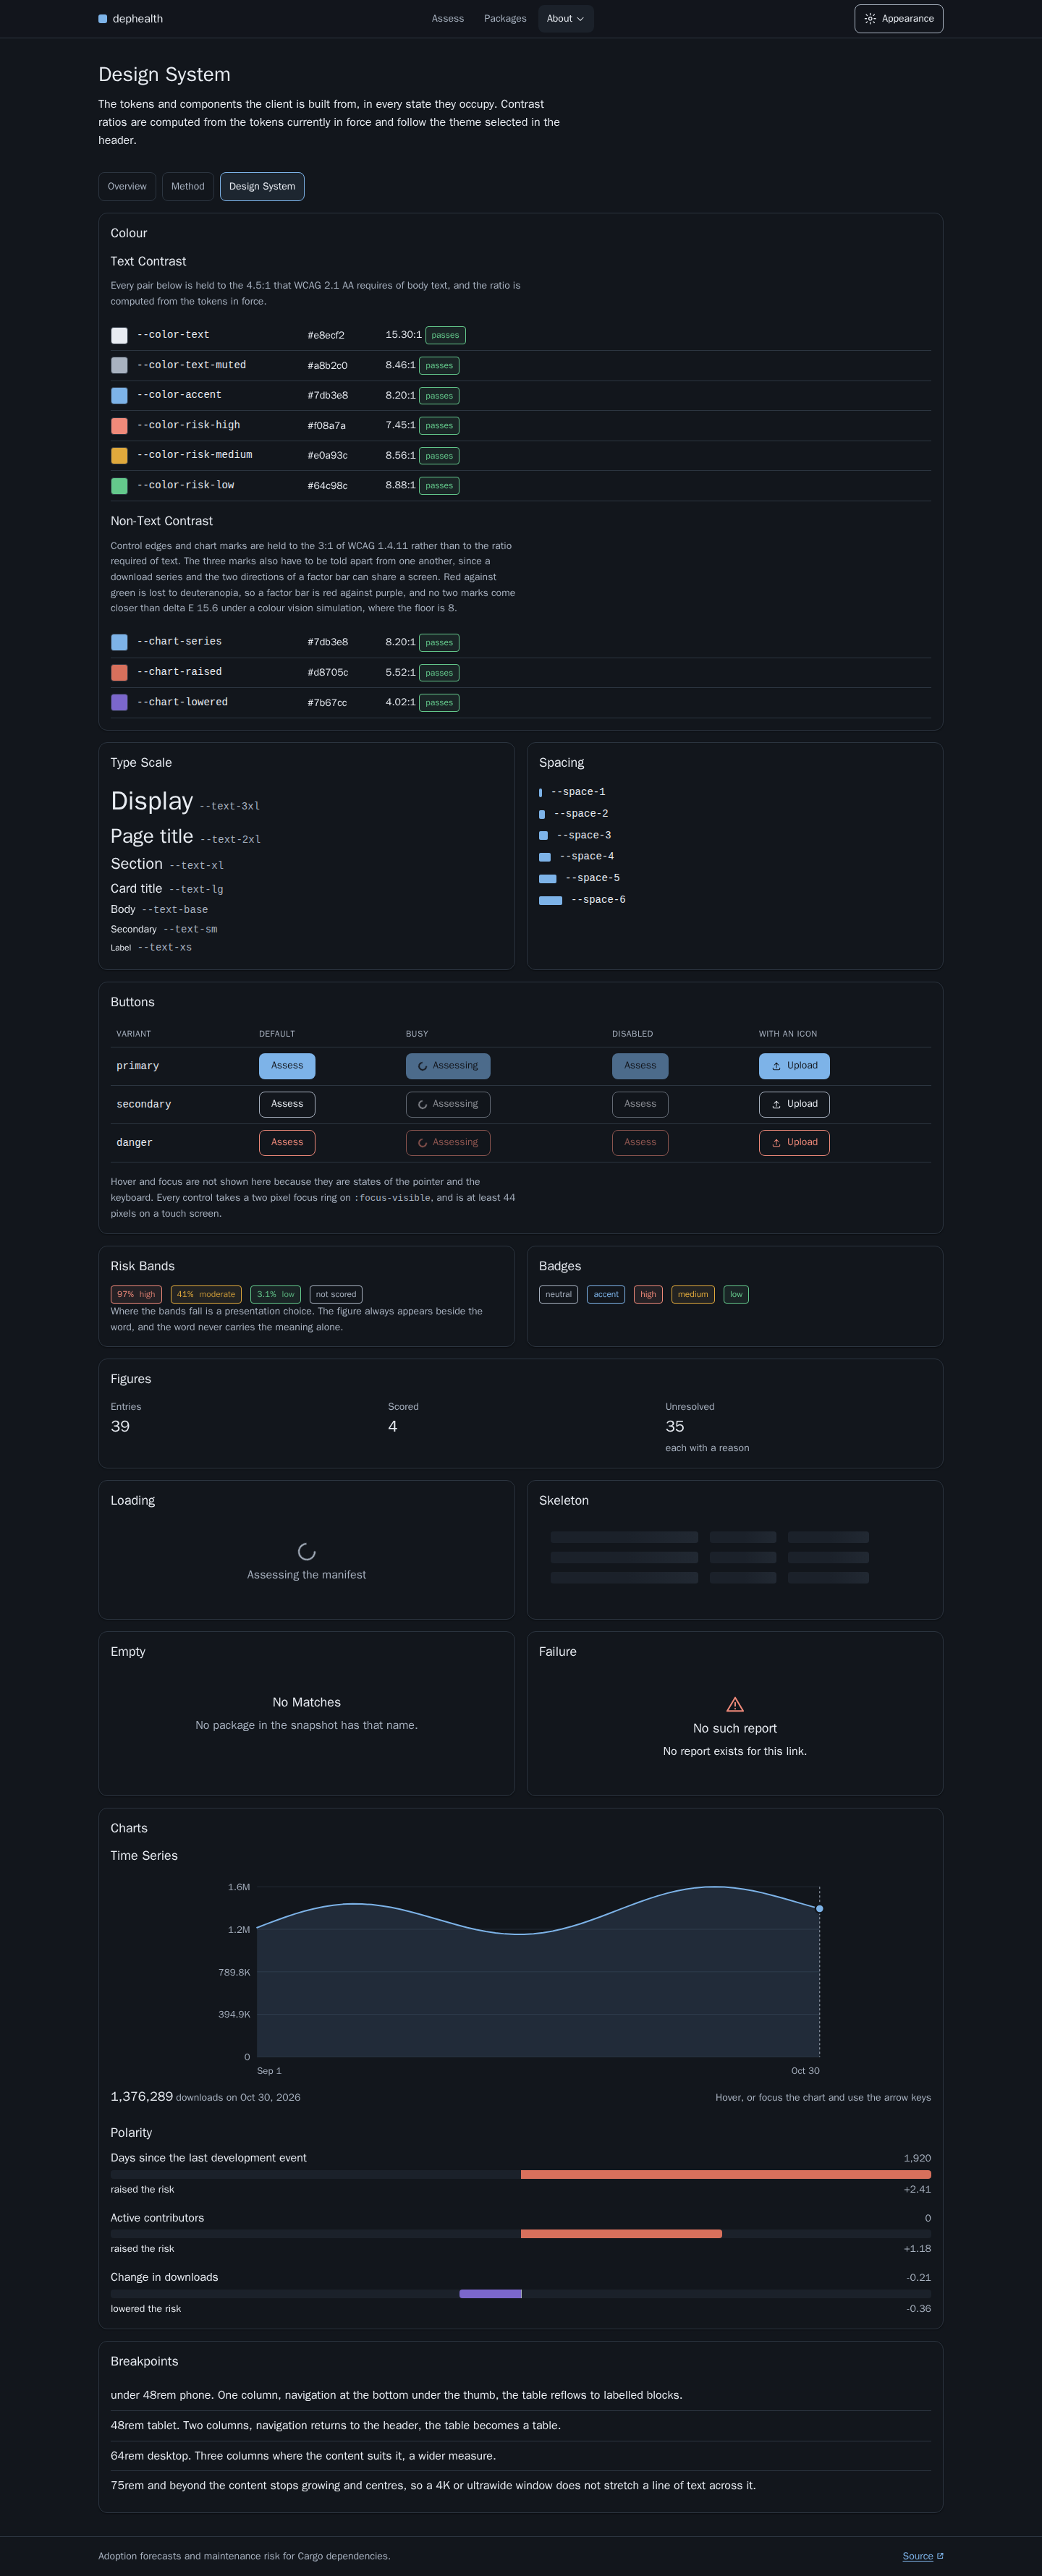 dephealth
Assess
Packages
About
Appearance
Design System
The tokens and components the client is built from, in every state they occupy. Contrast
ratios are computed from the tokens currently in force and follow the theme selected in the
header.
Overview
Method
Design System
Colour
Text Contrast
Every pair below is held to the 4.5:1 that WCAG 2.1 AA requires of body text, and the ratio is
computed from the tokens in force.
--color-text #e8ecf2 15.30:1 passes
--color-text-muted #a8b2c0 8.46:1 passes
--color-accent #7db3e8 8.20:1 passes
--color-risk-high #f08a7a 7.45:1 passes
--color-risk-medium #e0a93c 8.56:1 passes
--color-risk-low #64c98c 8.88:1 passes
Non-Text Contrast
Control edges and chart marks are held to the 3:1 of WCAG 1.4.11 rather than to the ratio
required of text. The three marks also have to be told apart from one another, since a
download series and the two directions of a factor bar can share a screen. Red against
green is lost to deuteranopia, so a factor bar is red against purple, and no two marks come
closer than delta E 15.6 under a colour vision simulation, where the floor is 8.
--chart-series #7db3e8 8.20:1 passes
--chart-raised #d8705c 5.52:1 passes
--chart-lowered #7b67cc 4.02:1 passes
Type Scale
Display --text-3xl
Page title --text-2xl
Section --text-xl
Card title --text-lg
Body --text-base
Secondary --text-sm
Label --text-xs
Spacing
--space-1
--space-2
--space-3
--space-4
--space-5
--space-6
Buttons
VARIANT DEFAULT BUSY DISABLED WITH AN ICON
primary Assess Assessing Assess Upload
secondary Assess Assessing Assess Upload
danger Assess Assessing Assess Upload
Hover and focus are not shown here because they are states of the pointer and the
keyboard. Every control takes a two pixel focus ring on :focus-visible, and is at least 44
pixels on a touch screen.
Risk Bands
97% high 41% moderate 3.1% low not scored
Where the bands fall is a presentation choice. The figure always appears beside the
word, and the word never carries the meaning alone.
Badges
neutral accent high medium low
Figures
Entries
39
Scored
4
Unresolved
35
each with a reason
Loading
Assessing the manifest
Skeleton
Empty
No Matches
No package in the snapshot has that name.
Failure
No such report
No report exists for this link.
Charts
Time Series
1.6M
1.2M
789.8K
394.9K
0
Sep 1 Oct 30
1,376,289 downloads on Oct 30, 2026
Hover, or focus the chart and use the arrow keys
Polarity
Days since the last development event 1,920
raised the risk +2.41
Active contributors 0
raised the risk +1.18
Change in downloads -0.21
lowered the risk -0.36
Breakpoints
under 48rem phone. One column, navigation at the bottom under the thumb, the table reflows to labelled blocks.
48rem tablet. Two columns, navigation returns to the header, the table becomes a table.
64rem desktop. Three columns where the content suits it, a wider measure.
75rem and beyond the content stops growing and centres, so a 4K or ultrawide window does not stretch a line of text across it.
Adoption forecasts and maintenance risk for Cargo dependencies.
Source